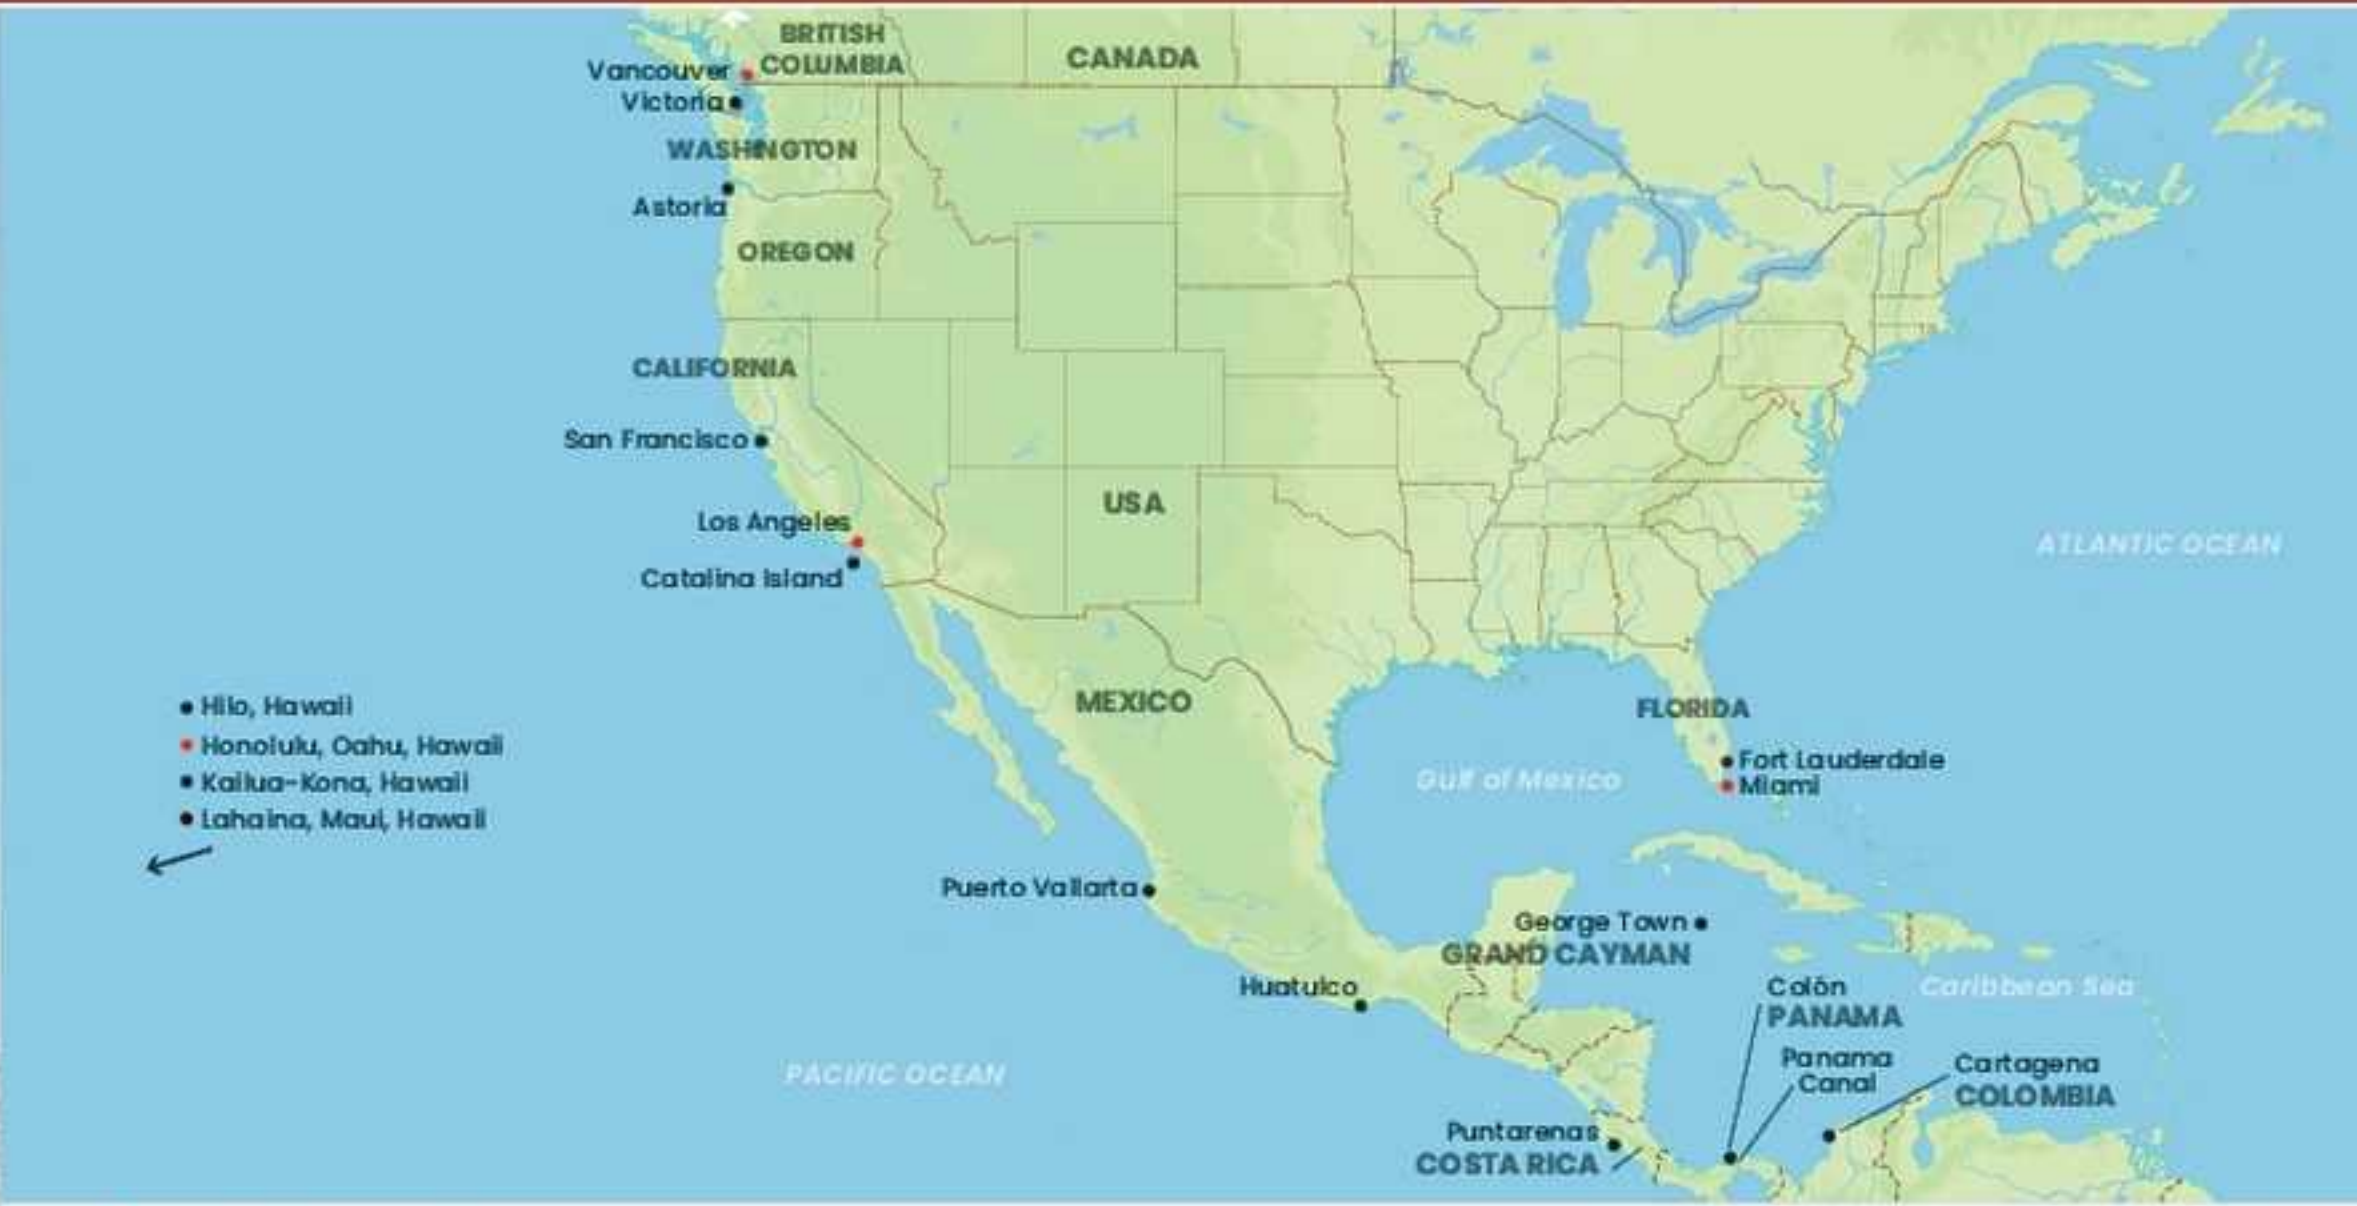 BRITISH
COLUMBIA
CANADA
Vancouver
Victoria
WASHINGTON
Astoria
OREGON
CALIFORNIA
San Francisco
USA
Los Angeles
Catalina Island
ATLANTIC OCEAN
Hilo, Hawaii
Honolulu, Oahu, Hawaii
Kailua-Kona, Hawaii
Lahaina, Maui, Hawaii
MEXICO
FLORIDA
Fort Lauderdale
Miami
Gulf of Mexico
Puerto Vallarta
George Town
GRAND CAYMAN
Huatulco
Colón
PANAMA
Caribbean Sea
PACIFIC OCEAN
Panama
Canal
Cartagena
COLOMBIA
Puntarenas
COSTA RICA